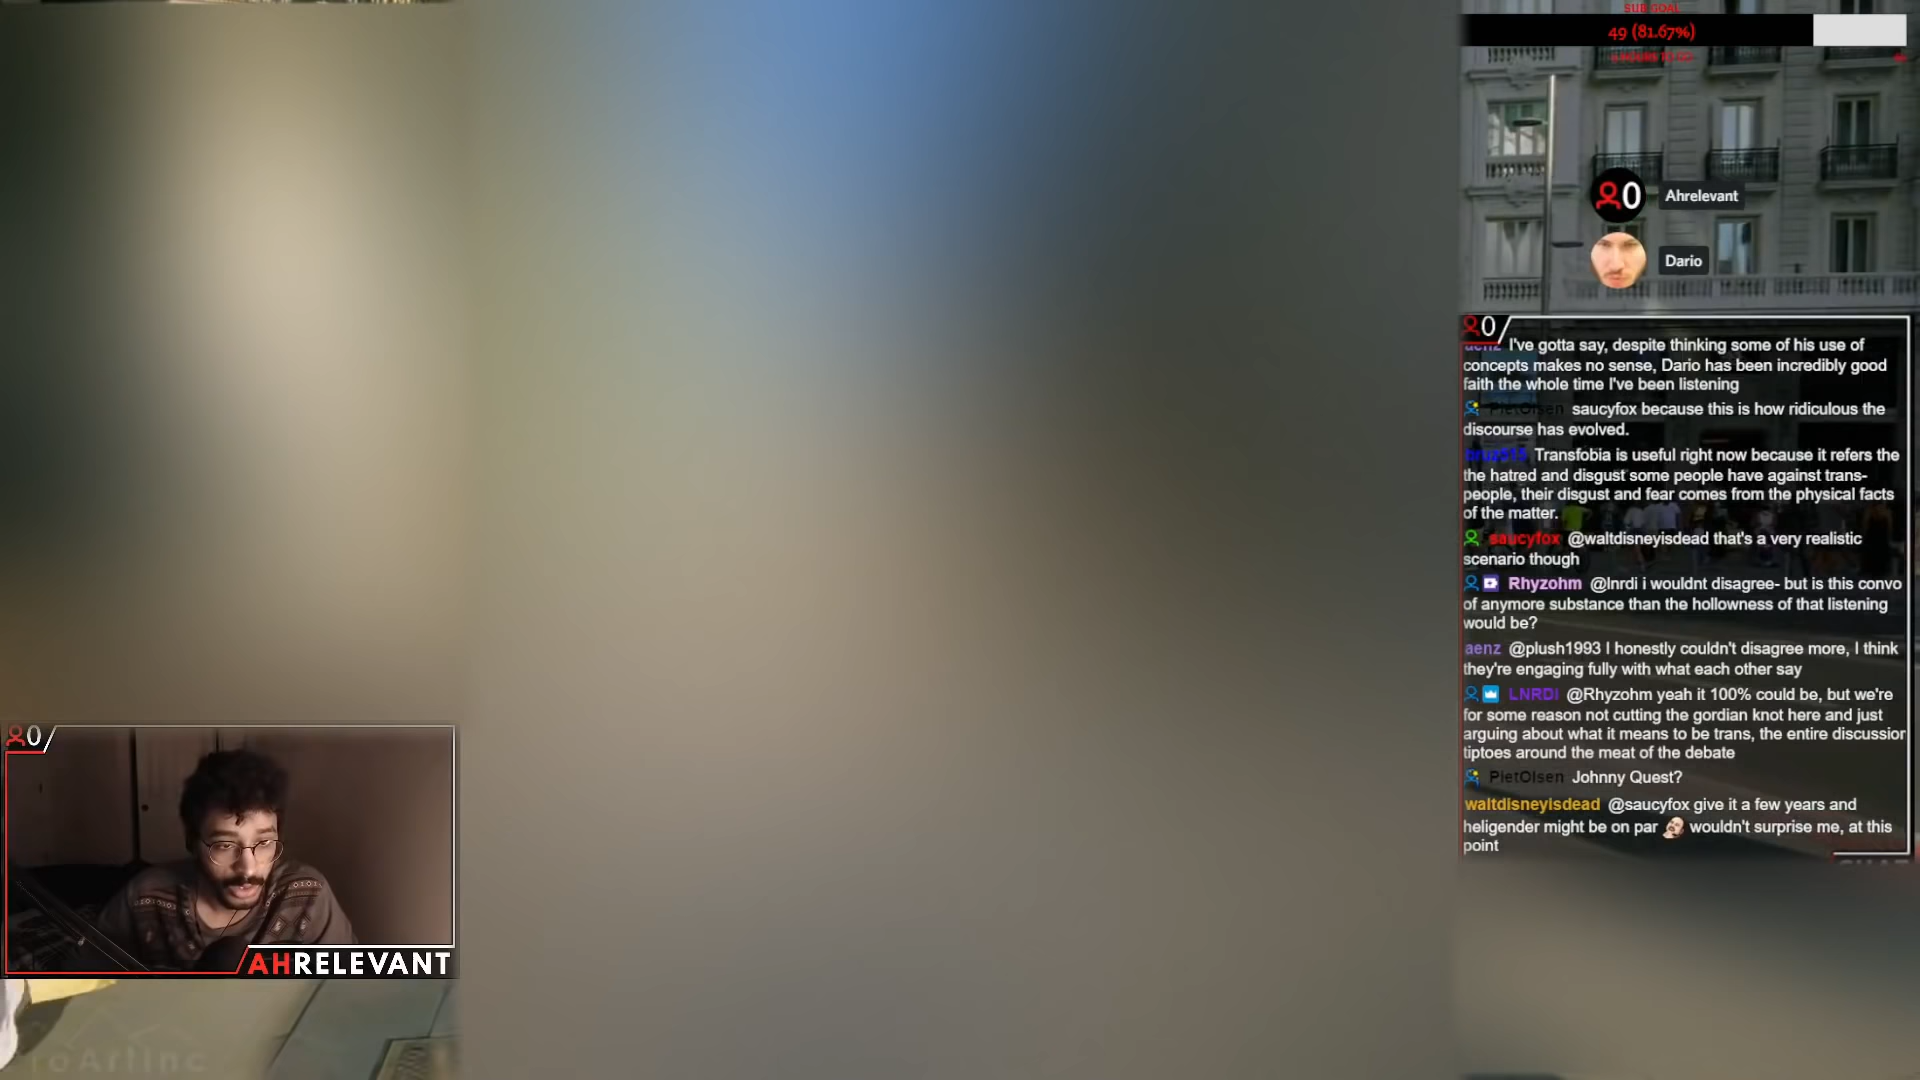 SUB GOAL
49 (81.67%)
0
Ahrelevant
Dario
0
aenz I've gotta say, despite thinking some of his use of
concepts makes no sense, Dario has been incredibly good
faith the whole time I've been listening
PietOlsen saucyfox because this is how ridiculous the
discourse has evolved.
Transfobia is useful right now because it refers the
the hatred and disgust some people have against trans-
people, their disgust and fear comes from the physical facts
of the matter.
saucyfox @waltdisneyisdead that's a very realistic
scenario though
Rhyzohm @lnrdi i wouldnt disagree- but is this convo
of anymore substance than the hollowness of that listening
would be?
aenz @plush1993 I honestly couldn't disagree more, I think
they're engaging fully with what each other say
LNRDI @Rhyzohm yeah it 100% could be, but we're
for some reason not cutting the gordian knot here and just
arguing about what it means to be trans, the entire discussion
tiptoes around the meat of the debate
PietOlsen Johnny Quest?
waltdisneyisdead @saucyfox give it a few years and
heligender might be on par wouldn't surprise me, at this
point
0
AHRELEVANT